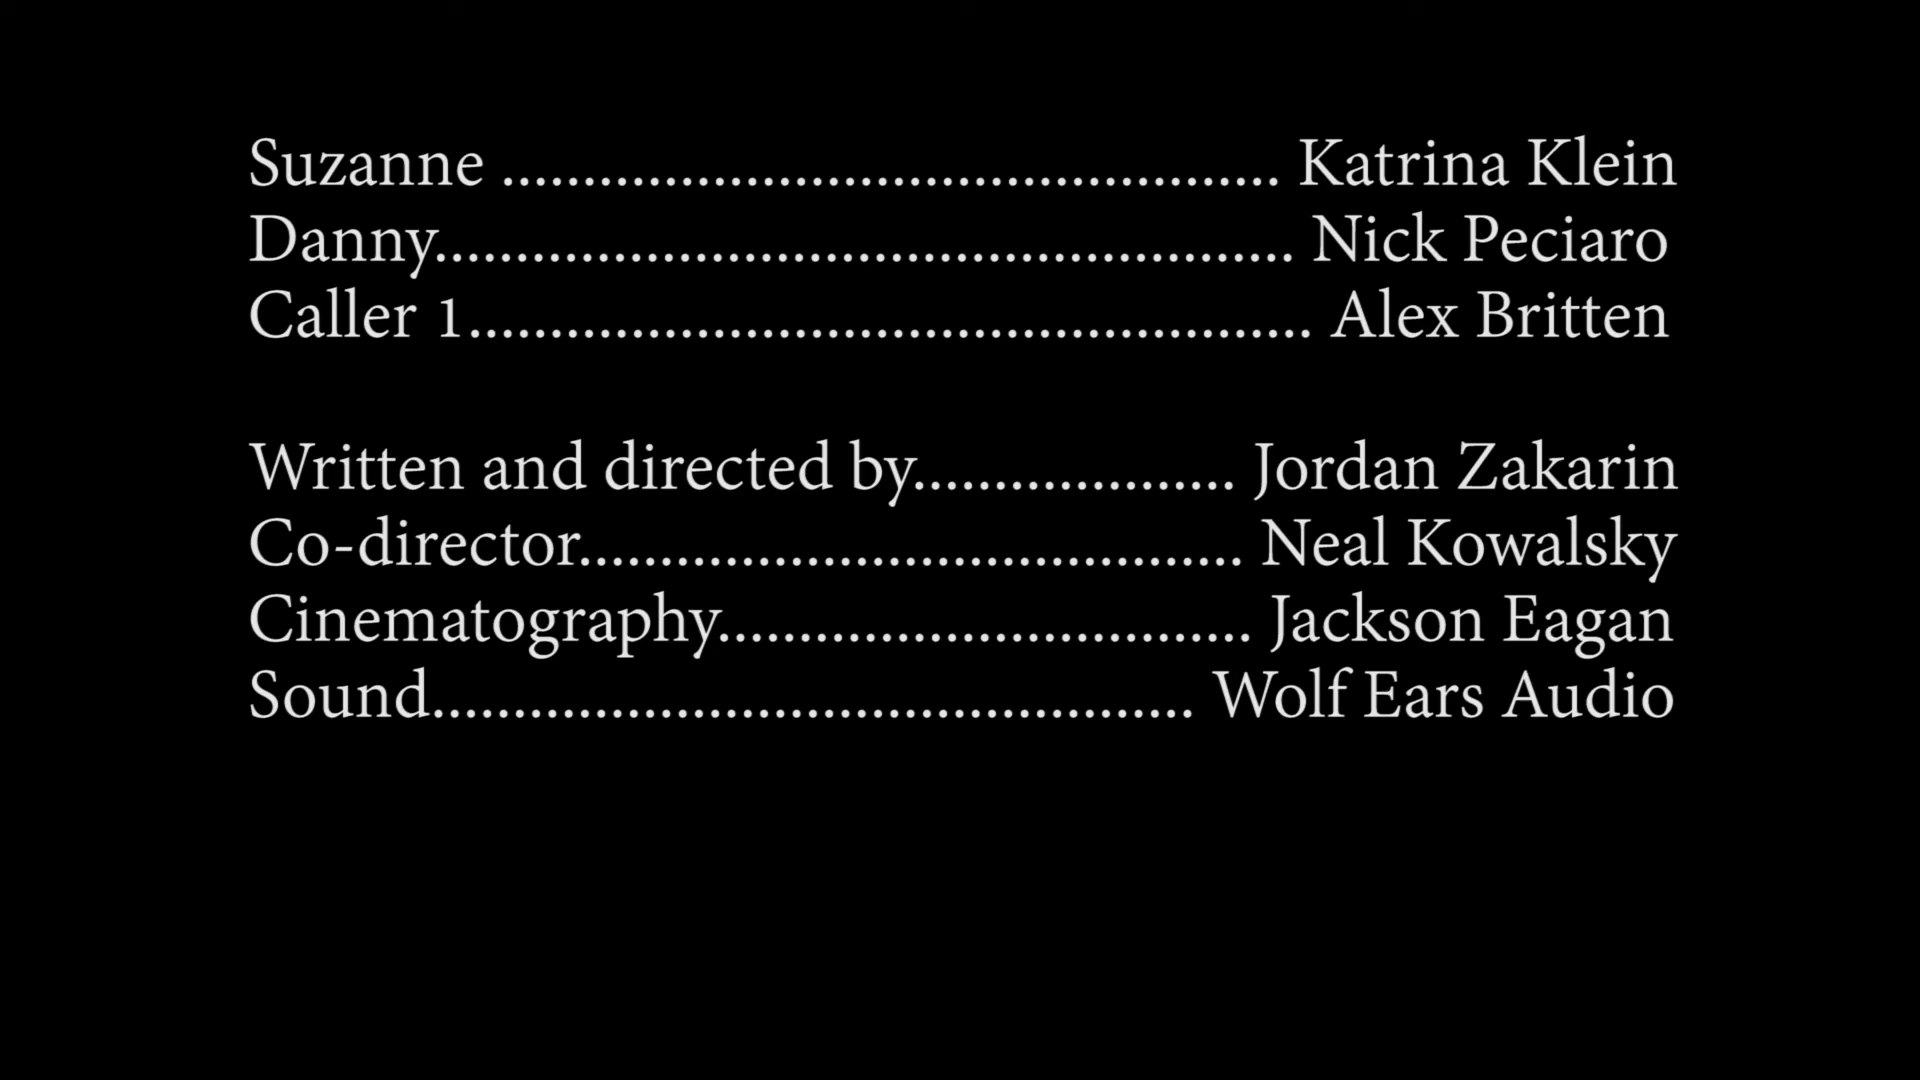 Suzanne ................................................ Katrina Klein
Danny..................................................... Nick Peciaro
Caller 1.................................................... Alex Britten
Written and directed by.................... Jordan Zakarin
Co-director......................................... Neal Kowalsky
Cinematography................................. Jackson Eagan
Sound............................................... Wolf Ears Audio